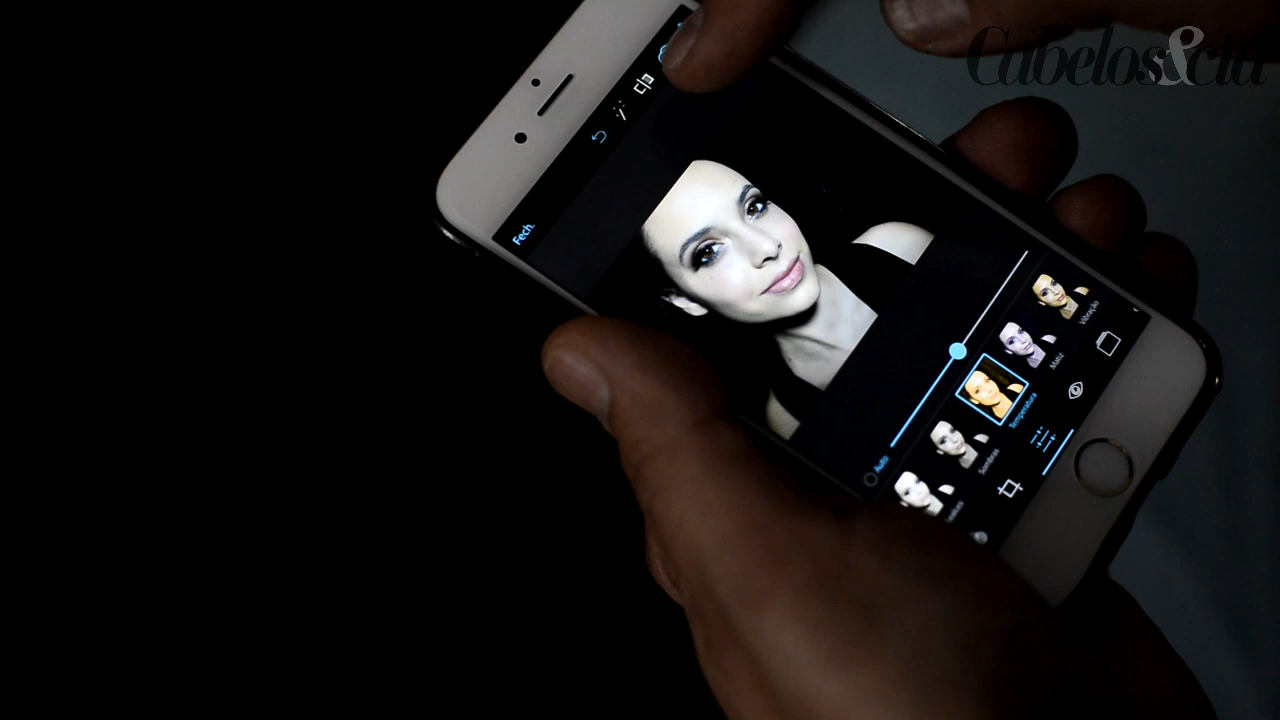 Cabelos&cia
Fech.
Vibração
Matiz
Temperatura
Sombras
Auto